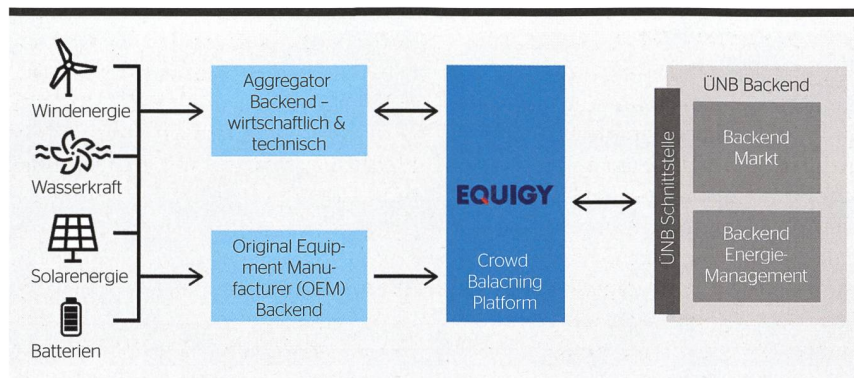 Windenergie
Wasserkraft
Solarenergie
Batterien
Aggregator
Backend –
wirtschaftlich &
technisch
Original Equip-
ment Manu-
facturer (OEM)
Backend
EQUIGY
Crowd
Balacning
Platform
ÜNB Schnittstelle
ÜNB Backend
Backend
Markt
Backend
Energie-
Management